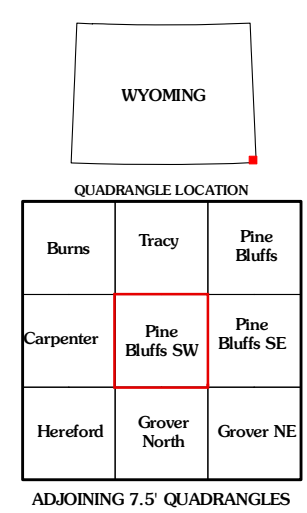 WYOMING
QUADRANGLE LOCATION
Burns
Tracy
Pine
Bluffs
Carpenter
Pine
Bluffs SW
Pine
Bluffs SE
Hereford
Grover
North
Grover NE
ADJOINING 7.5' QUADRANGLES